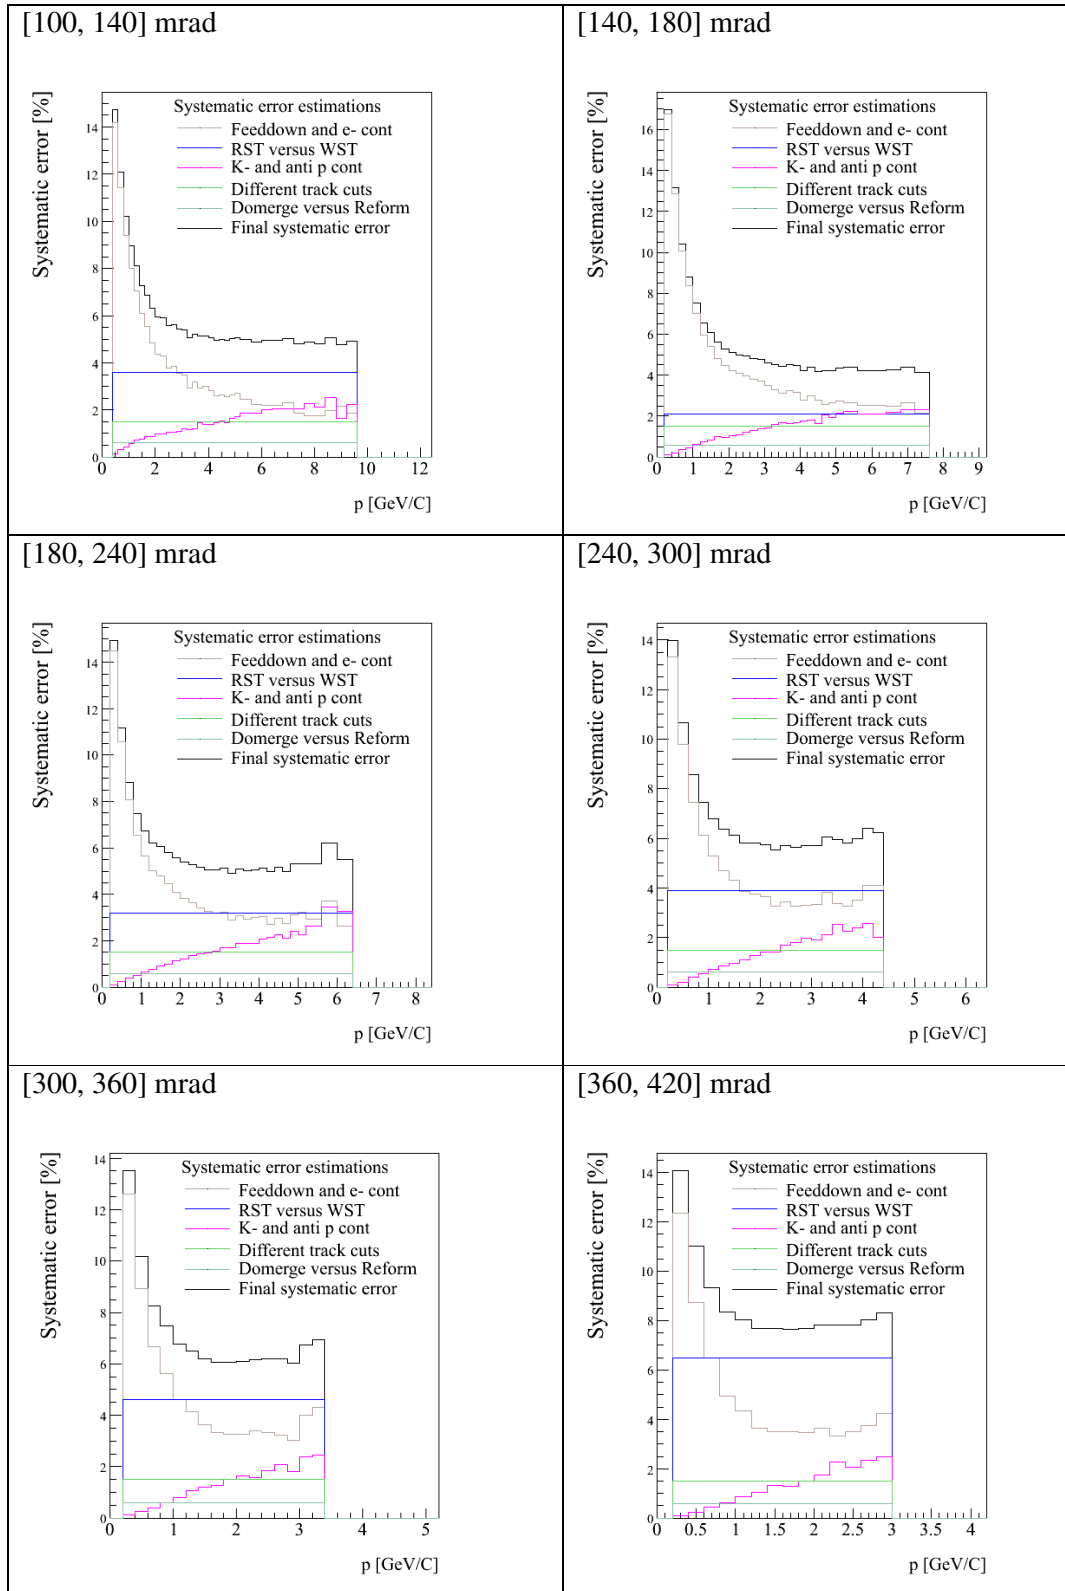 [100, 140] mrad
Systematic error [%]
Systematic error estimations
Feeddown and e- cont
RST versus WST
K- and anti p cont
Different track cuts
Domerge versus Reform
Final systematic error
14
12
10
8
6
4
2
0
0 2 4 6 8 10 12
p [GeV/C]
[140, 180] mrad
Systematic error [%]
Systematic error estimations
Feeddown and e- cont
RST versus WST
K- and anti p cont
Different track cuts
Domerge versus Reform
Final systematic error
16
14
12
10
8
6
4
2
0
0 1 2 3 4 5 6 7 8 9
p [GeV/C]
[180, 240] mrad
Systematic error [%]
Systematic error estimations
Feeddown and e- cont
RST versus WST
K- and anti p cont
Different track cuts
Domerge versus Reform
Final systematic error
14
12
10
8
6
4
2
0
0 1 2 3 4 5 6 7 8
p [GeV/C]
[240, 300] mrad
Systematic error [%]
Systematic error estimations
Feeddown and e- cont
RST versus WST
K- and anti p cont
Different track cuts
Domerge versus Reform
Final systematic error
14
12
10
8
6
4
2
0
0 1 2 3 4 5 6
p [GeV/C]
[300, 360] mrad
Systematic error [%]
Systematic error estimations
Feeddown and e- cont
RST versus WST
K- and anti p cont
Different track cuts
Domerge versus Reform
Final systematic error
14
12
10
8
6
4
2
0
0 1 2 3 4 5
p [GeV/C]
[360, 420] mrad
Systematic error [%]
Systematic error estimations
Feeddown and e- cont
RST versus WST
K- and anti p cont
Different track cuts
Domerge versus Reform
Final systematic error
14
12
10
8
6
4
2
0
0 0.5 1 1.5 2 2.5 3 3.5 4
p [GeV/C]